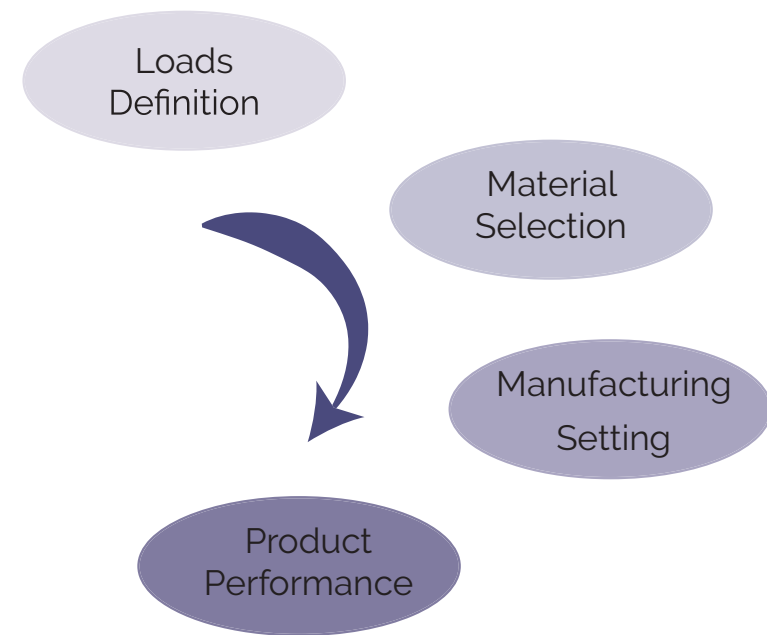 Loads
Definition
Material
Selection
Manufacturing
Setting
Product
Performance